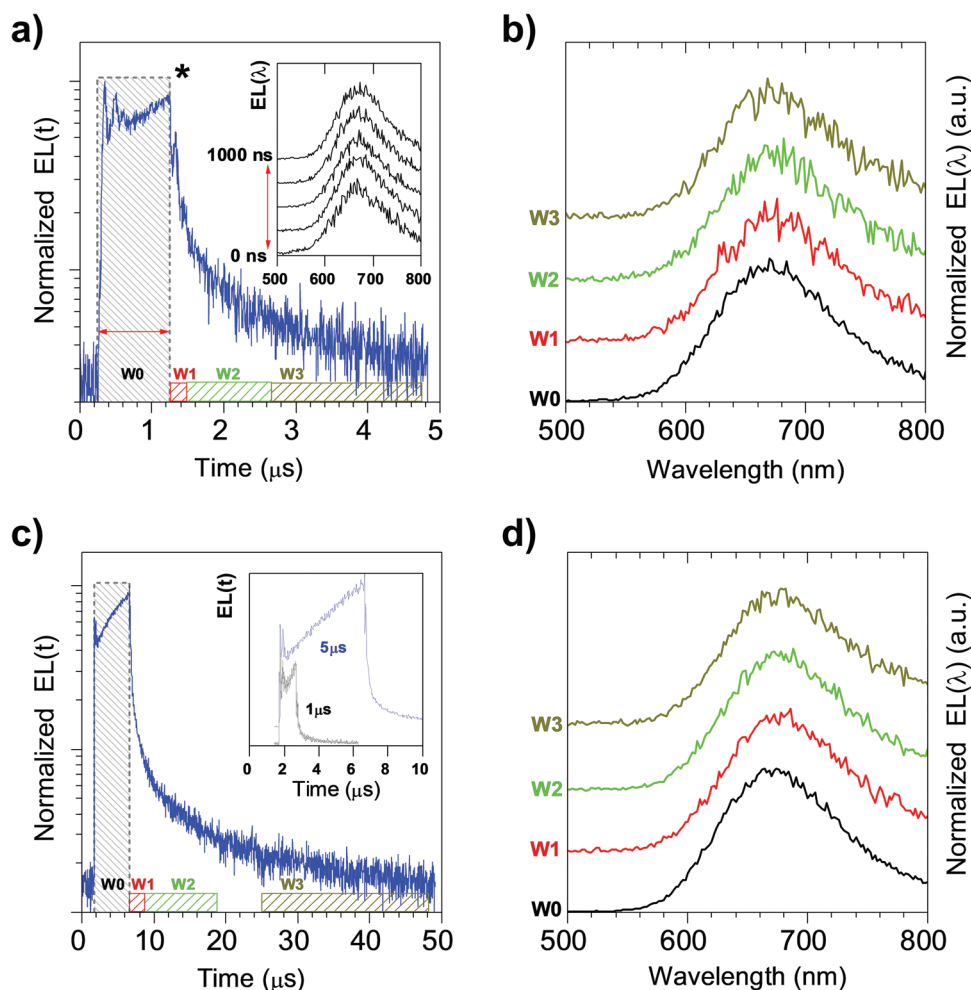 a)
Normalized EL(t)
*
EL(λ)
1000 ns
0 ns
500 600 700 800
W0 W1 W2 W3
0 1 2 3 4 5
Time (μs)
b)
W3
W2
W1
W0
500 600 700 800
Wavelength (nm)
Normalized EL(λ) (a.u.)
c)
Normalized EL(t)
EL(t)
5μs
1μs
0 2 4 6 8 10
Time (μs)
W0 W1 W2 W3
0 10 20 30 40 50
Time (μs)
d)
W3
W2
W1
W0
500 600 700 800
Wavelength (nm)
Normalized EL(λ) (a.u.)